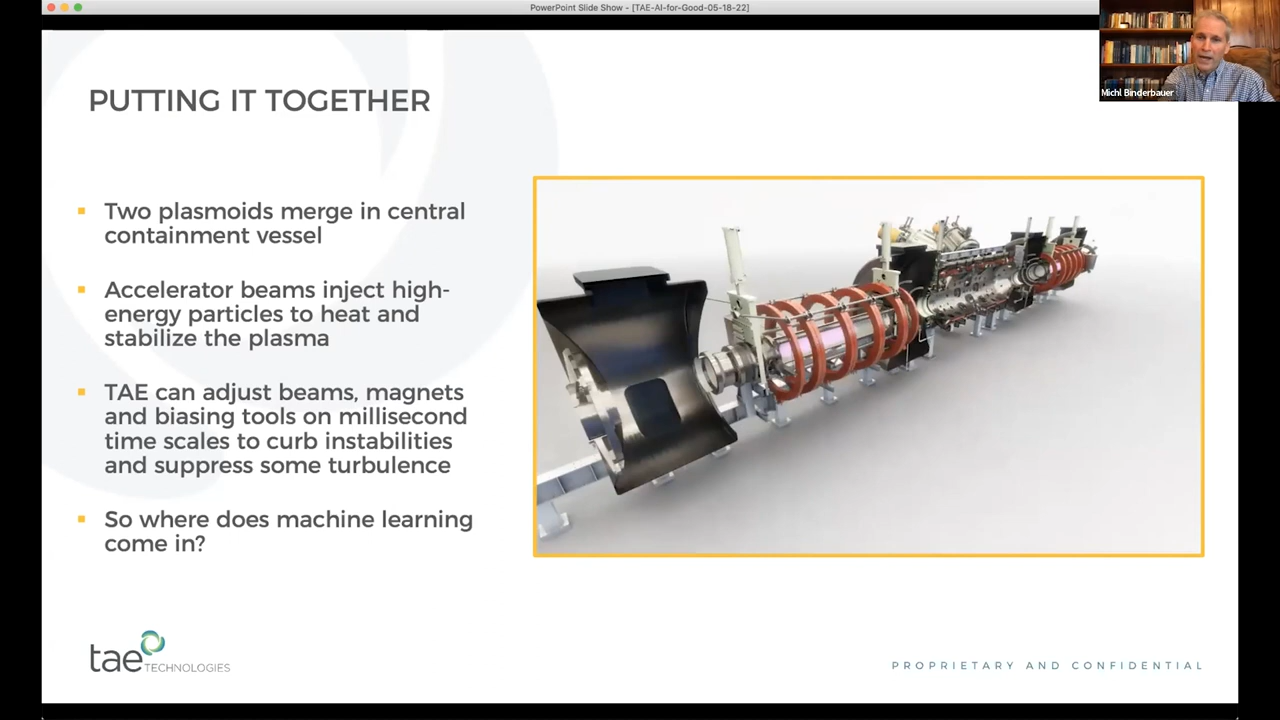 PowerPoint Slide Show - [TAE-AI-for-Good-05-18-22]
Michl Binderbauer
PUTTING IT TOGETHER
Two plasmoids merge in central
containment vessel
Accelerator beams inject high-
energy particles to heat and
stabilize the plasma
TAE can adjust beams, magnets
and biasing tools on millisecond
time scales to curb instabilities
and suppress some turbulence
So where does machine learning
come in?
tae TECHNOLOGIES
PROPRIETARY AND CONFIDENTIAL